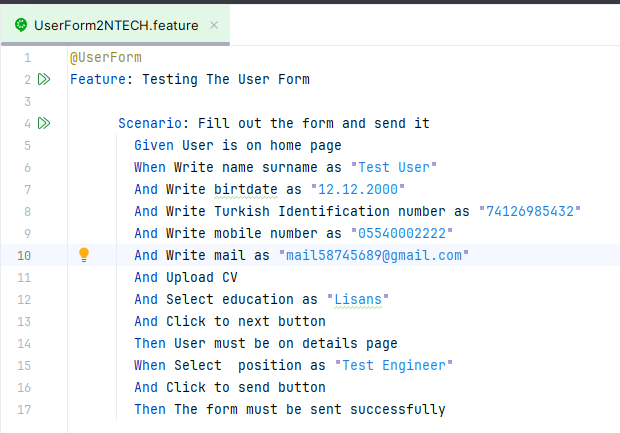 UserForm2NTECH.feature ×
1 @UserForm
2 Feature: Testing The User Form
3
4 Scenario: Fill out the form and send it
5 Given User is on home page
6 When Write name surname as "Test User"
7 And Write birtdate as "12.12.2000"
8 And Write Turkish Identification number as "74126985432"
9 And Write mobile number as "05540002222"
10 And Write mail as "mail58745689@gmail.com"
11 And Upload CV
12 And Select education as "Lisans"
13 And Click to next button
14 Then User must be on details page
15 When Select  position as "Test Engineer"
16 And Click to send button
17 Then The form must be sent successfully